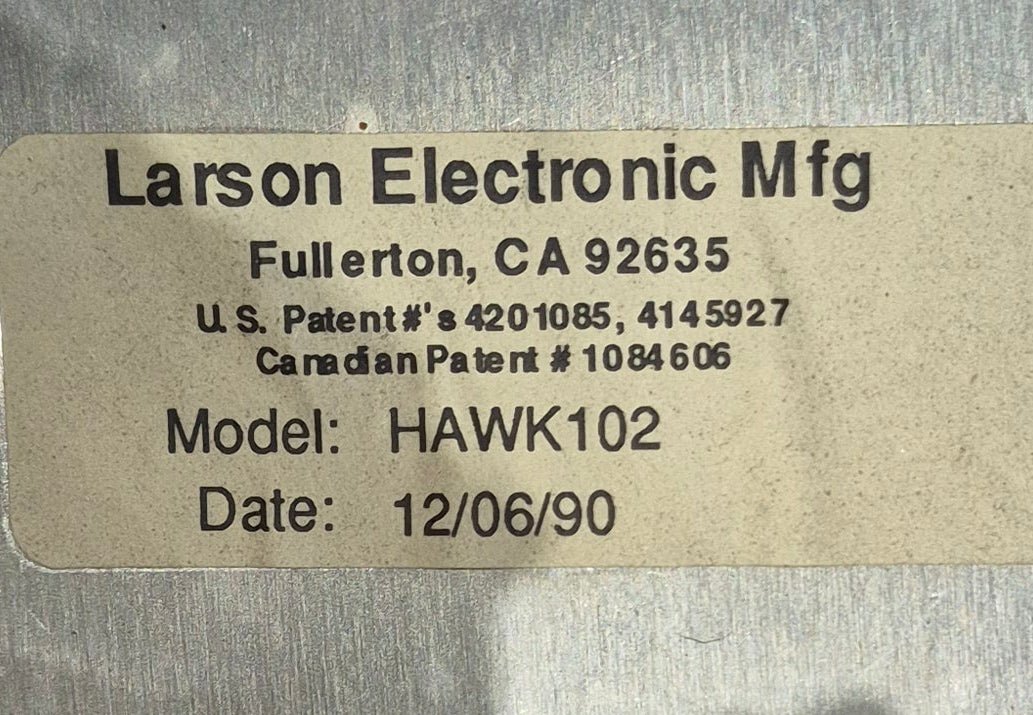 Larson Electronic Mfg
Fullerton, CA 92635
U.S. Patent#'s 4201085, 4145927
Canadian Patent # 1084606
Model: HAWK102
Date: 12/06/90